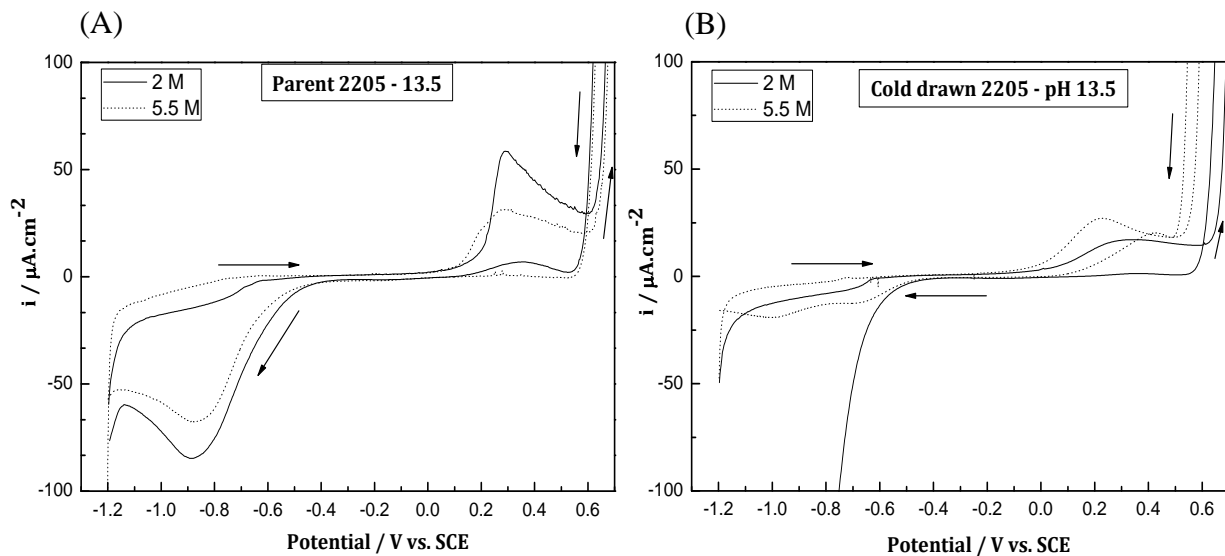 (A)
(B)
100
50
0
-50
-100
i / µA.cm-2
2 M
5.5 M
Parent 2205 - 13.5
-1.2 -1.0 -0.8 -0.6 -0.4 -0.2 0.0 0.2 0.4 0.6
Potential / V vs. SCE
100
50
0
-50
-100
i / µA.cm-2
2 M
5.5 M
Cold drawn 2205 - pH 13.5
-1.2 -1.0 -0.8 -0.6 -0.4 -0.2 0.0 0.2 0.4 0.6
Potential / V vs. SCE